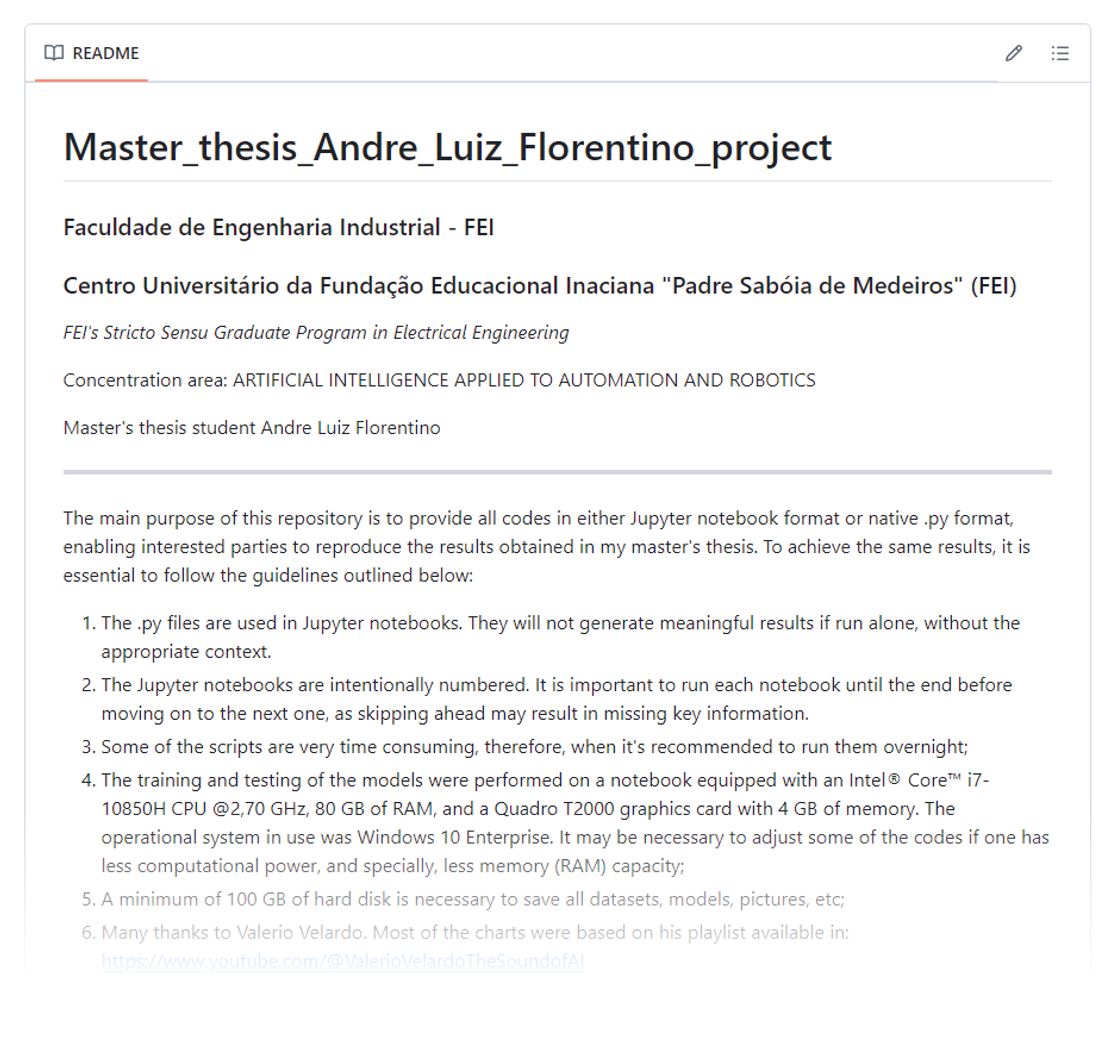 README
Master_thesis_Andre_Luiz_Florentino_project
Faculdade de Engenharia Industrial - FEI
Centro Universitário da Fundação Educacional Inaciana "Padre Sabóia de Medeiros" (FEI)
FEI's Stricto Sensu Graduate Program in Electrical Engineering
Concentration area: ARTIFICIAL INTELLIGENCE APPLIED TO AUTOMATION AND ROBOTICS
Master's thesis student Andre Luiz Florentino
The main purpose of this repository is to provide all codes in either Jupyter notebook format or native .py format,
enabling interested parties to reproduce the results obtained in my master's thesis. To achieve the same results, it is
essential to follow the guidelines outlined below:
1. The .py files are used in Jupyter notebooks. They will not generate meaningful results if run alone, without the
appropriate context.
2. The Jupyter notebooks are intentionally numbered. It is important to run each notebook until the end before
moving on to the next one, as skipping ahead may result in missing key information.
3. Some of the scripts are very time consuming, therefore, when it's recommended to run them overnight;
4. The training and testing of the models were performed on a notebook equipped with an Intel® Core™ i7-
10850H CPU @2,70 GHz, 80 GB of RAM, and a Quadro T2000 graphics card with 4 GB of memory. The
operational system in use was Windows 10 Enterprise. It may be necessary to adjust some of the codes if one has
less computational power, and specially, less memory (RAM) capacity;
5. A minimum of 100 GB of hard disk is necessary to save all datasets, models, pictures, etc;
6. Many thanks to Valerio Velardo. Most of the charts were based on his playlist available in:
https://www.youtube.com/@ValerioVelardoTheSoundofAI